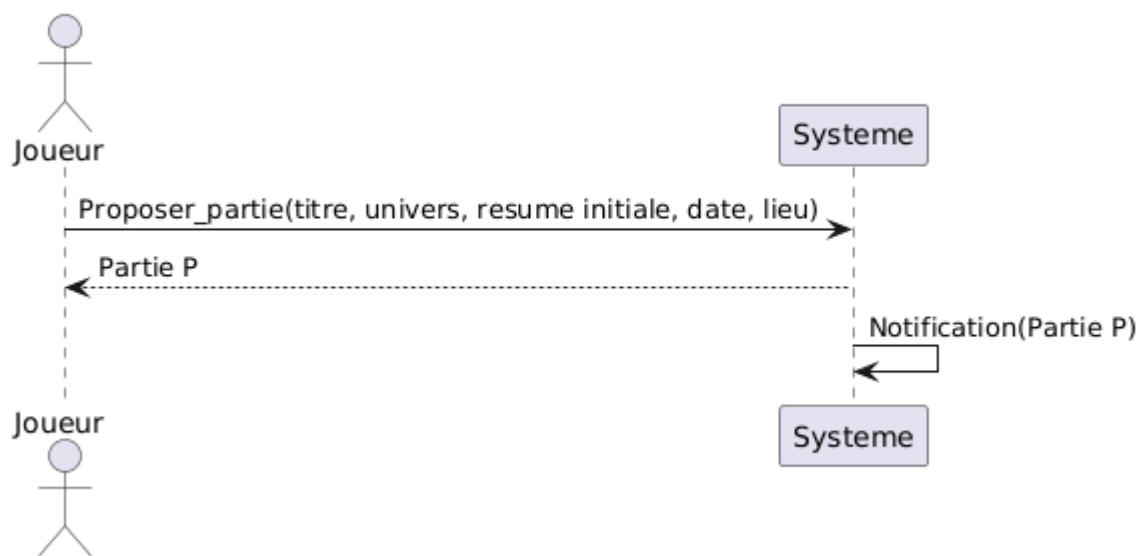 Joueur
Systeme
Proposer_partie(titre, univers, resume initiale, date, lieu)
Partie P
Notification(Partie P)
Joueur
Systeme